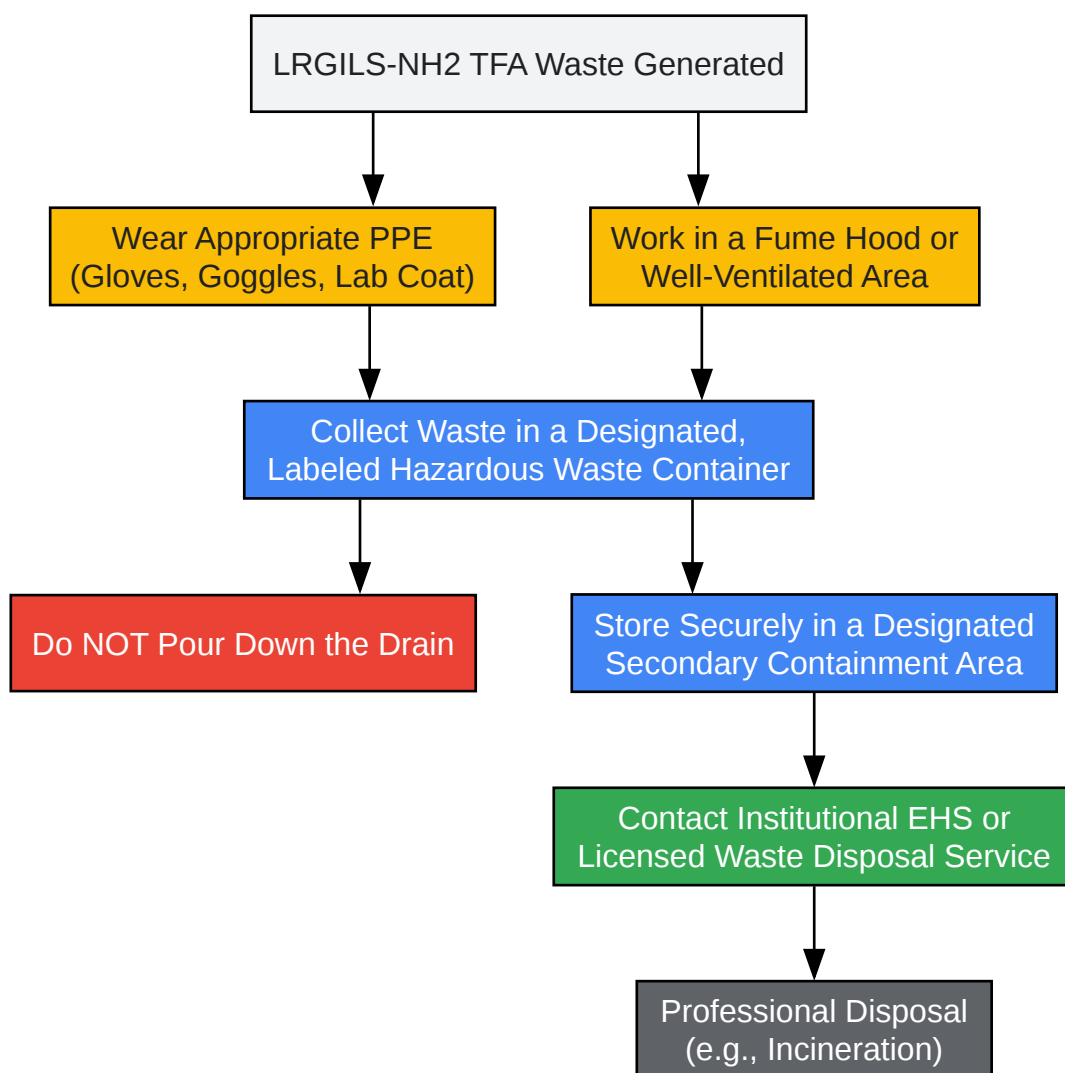 LRGILS-NH2 TFA Waste Generated
Wear Appropriate PPE
(Gloves, Goggles, Lab Coat)
Work in a Fume Hood or
Well-Ventilated Area
Collect Waste in a Designated,
Labeled Hazardous Waste Container
Do NOT Pour Down the Drain
Store Securely in a Designated
Secondary Containment Area
Contact Institutional EHS or
Licensed Waste Disposal Service
Professional Disposal
(e.g., Incineration)